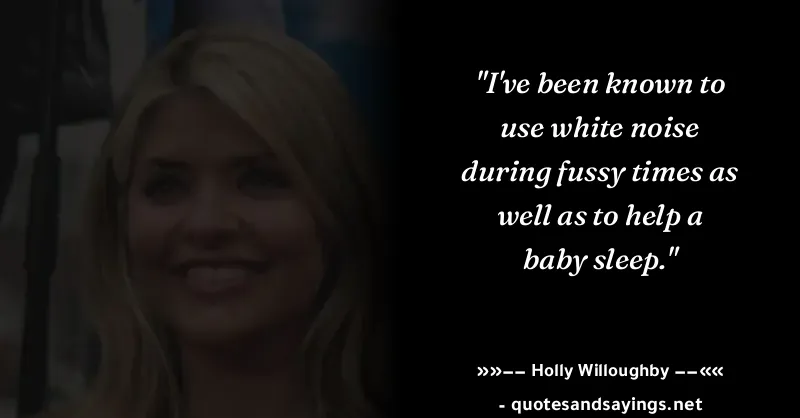 "I've been known to
use white noise
during fussy times as
well as to help a
baby sleep."
»»–– Holly Willoughby ––««
- quotesandsayings.net